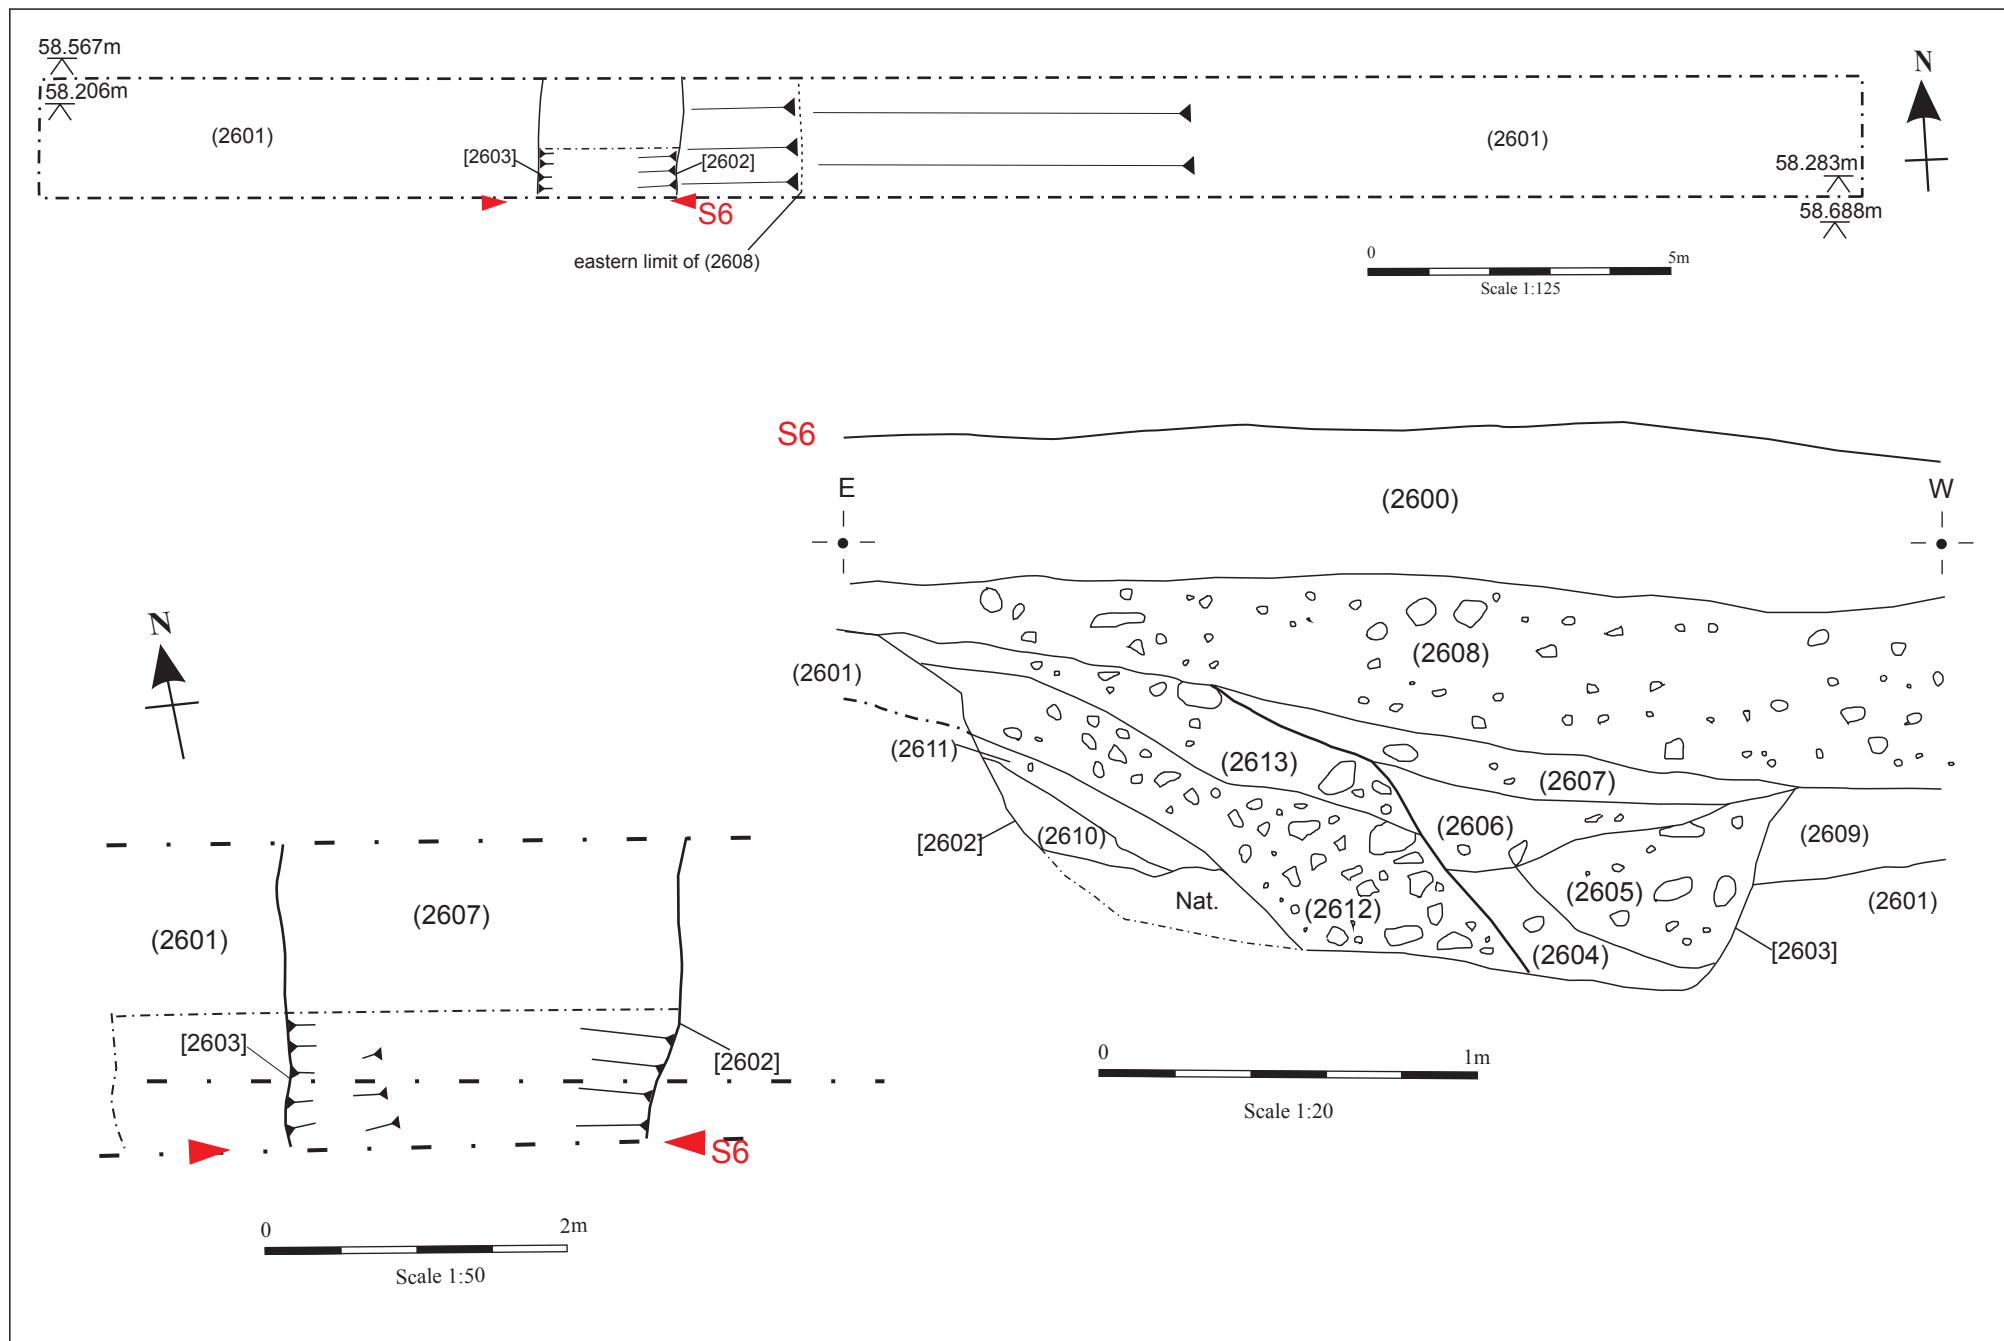 58.567m
58.206m
(2601)
[2603]
[2602]
(2601)
N
58.283m
58.688m
S6
eastern limit of (2608)
0 5m
Scale 1:125
S6
E
W
(2600)
(2608)
(2601)
(2611)
(2613)
(2607)
(2606)
(2609)
[2602]
(2610)
(2605)
(2601)
Nat.
(2612)
(2604)
[2603]
0 1m
Scale 1:20
N
(2607)
(2601)
[2603]
[2602]
S6
0 2m
Scale 1:50